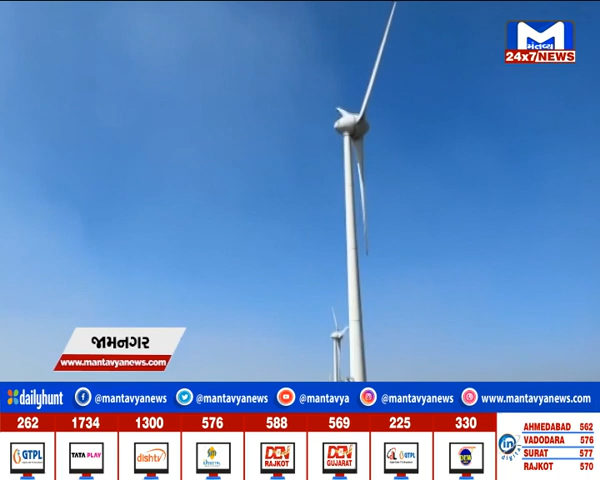 મંતવ્ય
24x7NEWS
જામનગર
www.mantavyanews.com
dailyhunt @mantavyanews @mantavyanews @mantavya @mantavyanews www.mantavyanews.com
262 1734 1300 576 588 569 225 330
GTPL TATA PLAY dishtv DEN RAJKOT DEN GUJARAT GTPL
in digital
AHMEDABAD 562
VADODARA 576
SURAT 577
RAJKOT 570